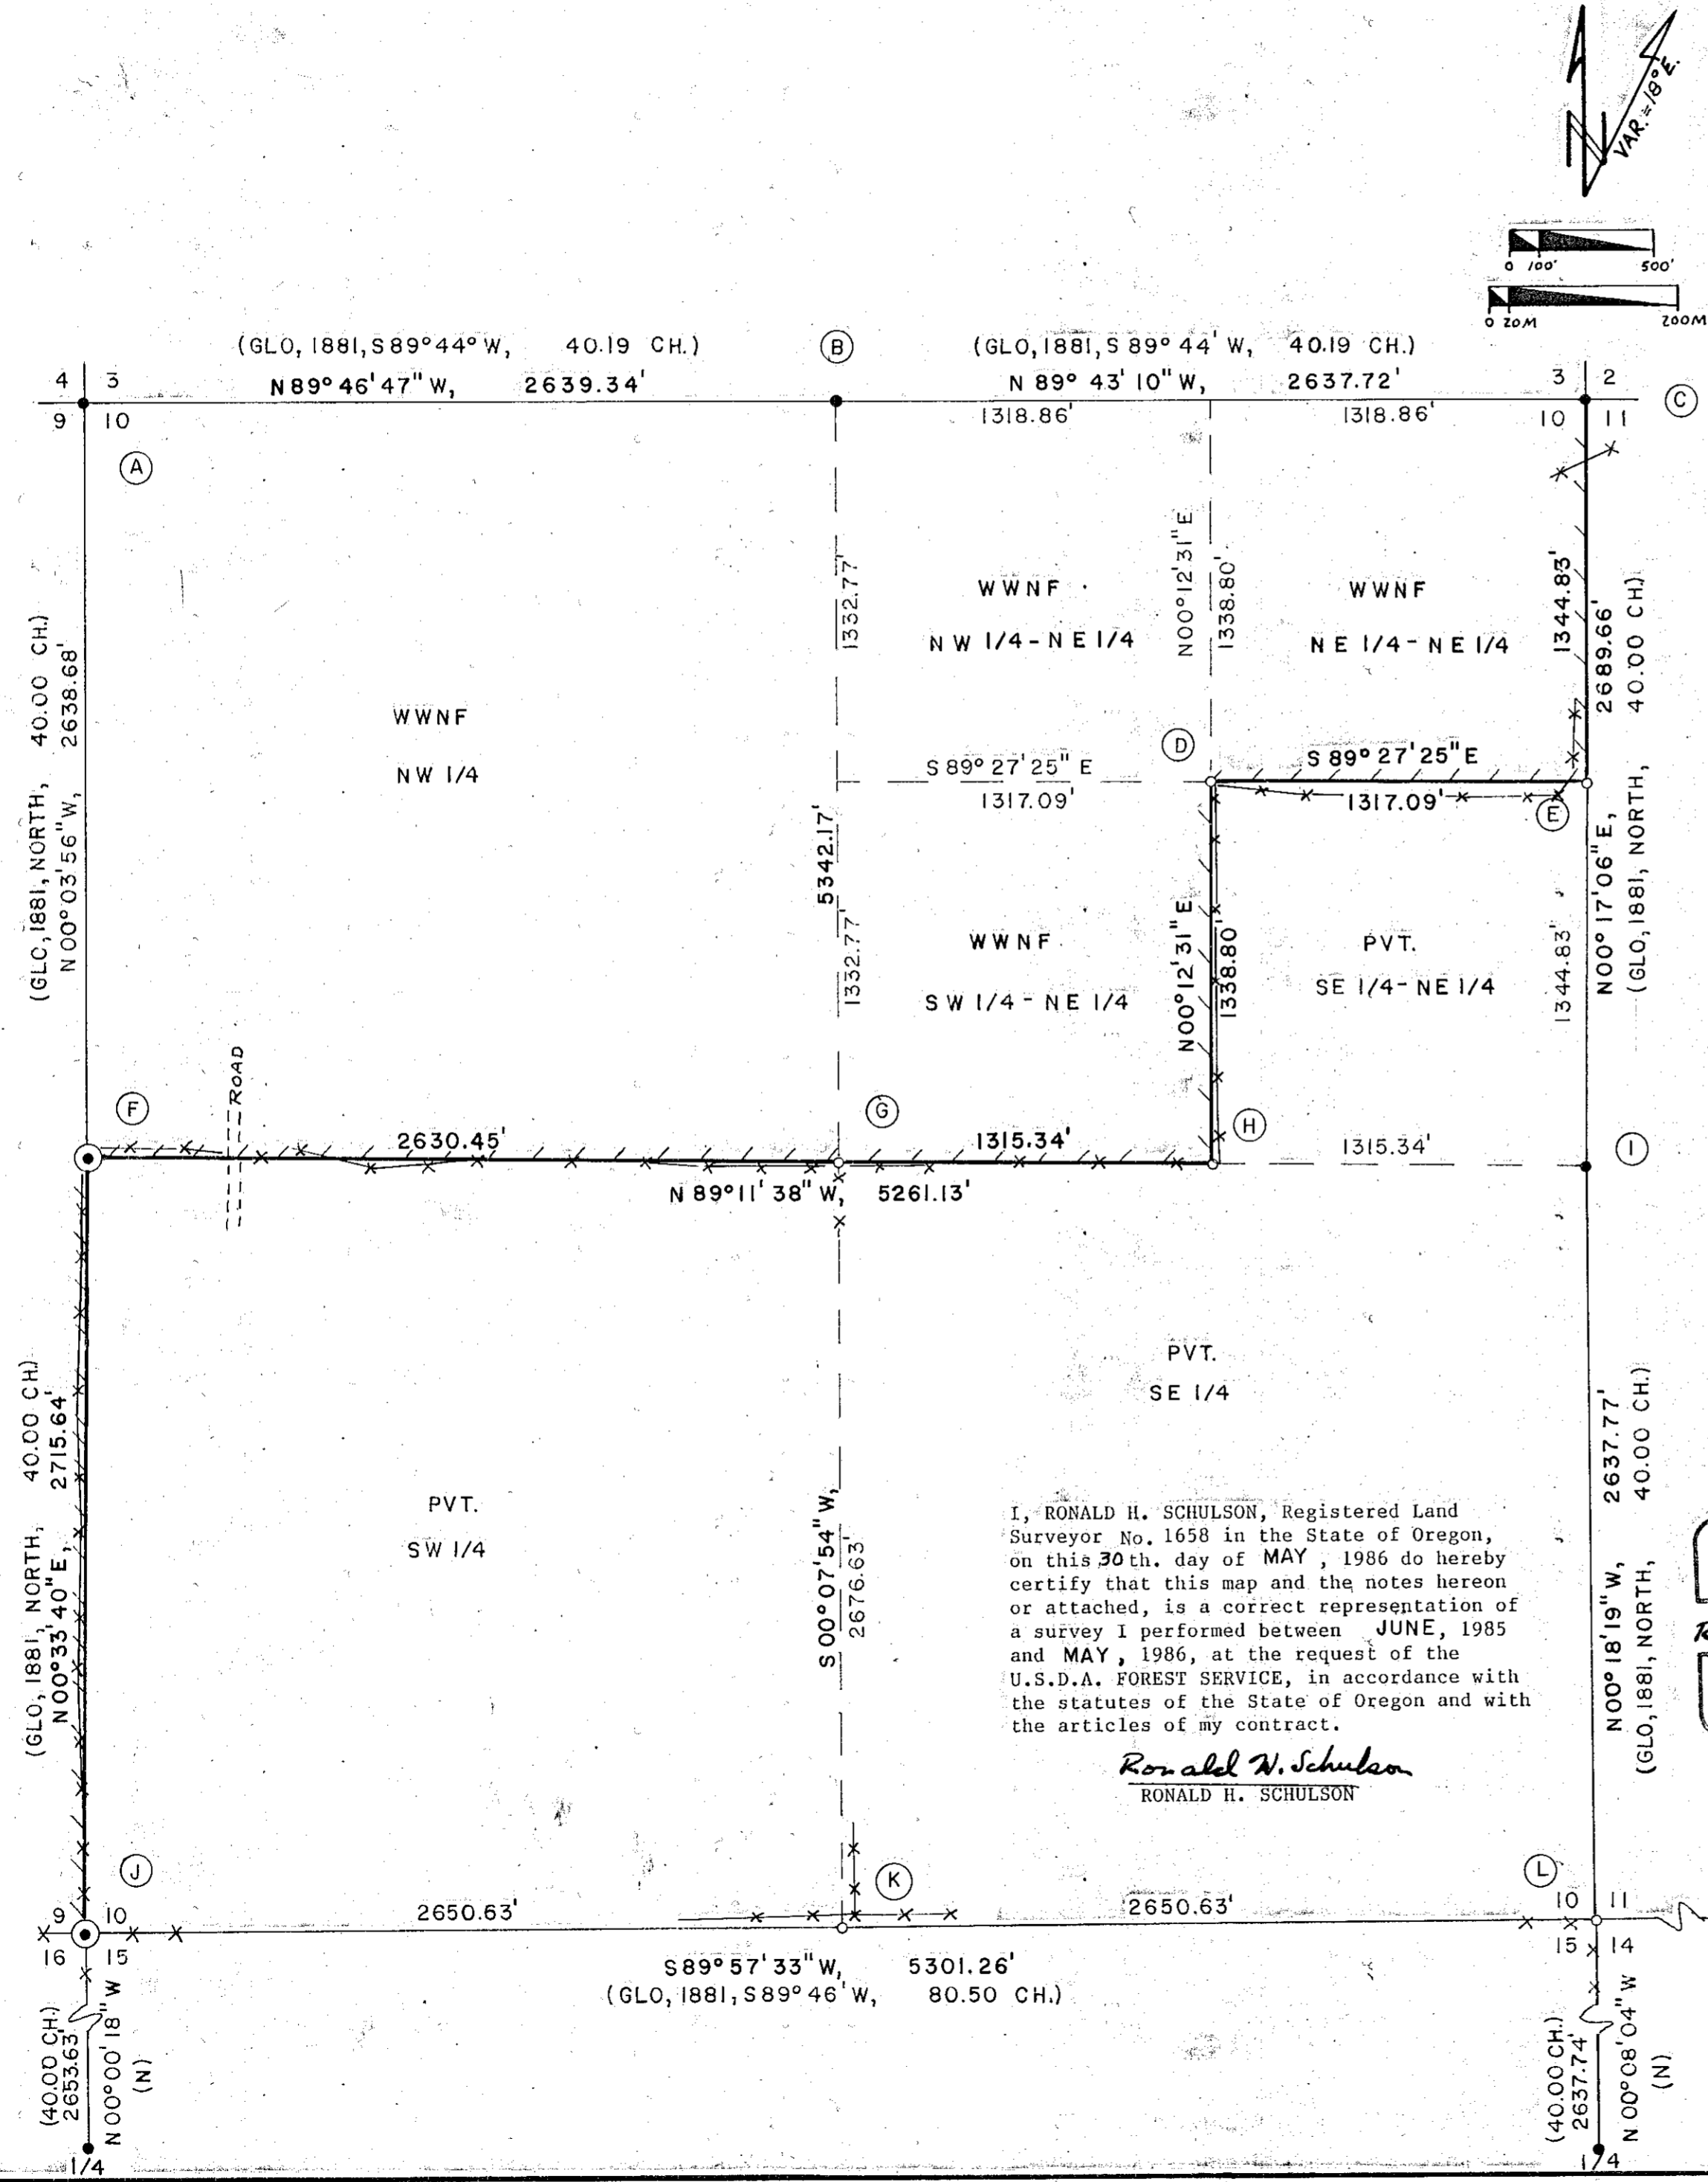 N
VAR.=18°E.
0 100' 500'
0 20M 200M
(GLO, 1881, S89°44°W, 40.19 CH.)
B
(GLO, 1881, S 89° 44' W, 40.19 CH.)
N 89° 46' 47" W, 2639.34'
N 89° 43' 10" W, 2637.72'
4 3
9 10
3 2
10 11
C
1318.86'
1318.86'
A
(GLO, 1881, NORTH, 40.00 CH.)
N 00° 03' 56" W, 2638.68'
WWNF
NW 1/4
1332.77'
5342.17'
1332.77'
WWNF
NW 1/4 - NE 1/4
N00°12'31"E
1338.80'
WWNF
NE 1/4 - NE 1/4
1344.83'
2689.66'
N00° 17' 06" E,
40.00 CH.)
(GLO, 1881, NORTH,
D
S 89° 27' 25" E
1317.09'
S 89° 27' 25" E
1317.09'
E
WWNF
SW 1/4 - NE 1/4
N00°12'31"E
1338.80'
PVT.
SE 1/4 - NE 1/4
1344.83'
F
ROAD
2630.45'
G
1315.34'
H
1315.34'
I
N 89° 11' 38" W, 5261.13'
(GLO, 1881, NORTH, 40.00 CH.)
N 00° 33' 40" E, 2715.64'
PVT.
SW 1/4
S 00° 07' 54" W,
2676.63'
PVT.
SE 1/4
N00° 18' 19" W, 2637.77'
(GLO, 1881, NORTH, 40.00 CH.)
I, RONALD H. SCHULSON, Registered Land
Surveyor No. 1658 in the State of Oregon,
on this 30th. day of MAY , 1986 do hereby
certify that this map and the notes hereon
or attached, is a correct representation of
a survey I performed between JUNE, 1985
and MAY , 1986, at the request of the
U.S.D.A. FOREST SERVICE, in accordance with
the statutes of the State of Oregon and with
the articles of my contract.
Ronald H. Schulson
RONALD H. SCHULSON
J
K
L
9 10
16 15
2650.63'
2650.63'
10 11
15 14
S 89° 57' 33" W, 5301.26'
(GLO, 1881, S 89° 46' W, 80.50 CH.)
(40.00 CH.)
2653.63'
N 00° 00' 18" W
(N)
1/4
(40.00 CH.)
2637.74'
N 00° 08' 04" W
(N)
1/4